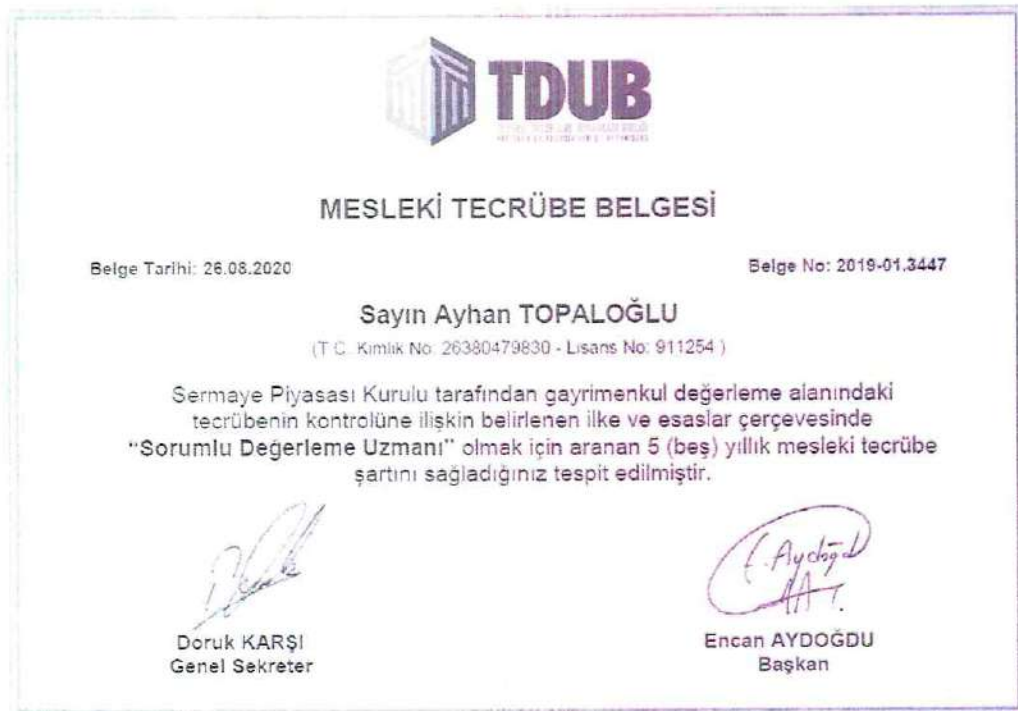 TDUB
MESLEKİ TECRÜBE BELGESİ
Belge Tarihi: 26.08.2020
Belge No: 2019-01.3447
Sayın Ayhan TOPALOĞLU
(T.C. Kimlik No: 26380479830 - Lisans No: 911254 )
Sermaye Piyasası Kurulu tarafından gayrimenkul değerleme alanındaki
tecrübenin kontrolüne ilişkin belirlenen ilke ve esaslar çerçevesinde
“Sorumlu Değerleme Uzmanı” olmak için aranan 5 (beş) yıllık mesleki tecrübe
şartını sağladığınız tespit edilmiştir.
E. Aydoğd
Doruk KARŞI
Genel Sekreter
Encan AYDOĞDU
Başkan